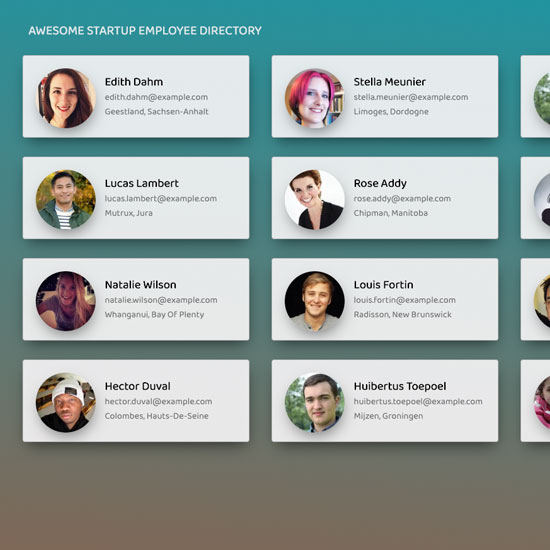 AWESOME STARTUP EMPLOYEE DIRECTORY
Edith Dahm
edith.dahm@example.com
Geestland, Sachsen-Anhalt
Stella Meunier
stella.meunier@example.com
Limoges, Dordogne
Lucas Lambert
lucas.lambert@example.com
Mutrux, Jura
Rose Addy
rose.addy@example.com
Chipman, Manitoba
Natalie Wilson
natalie.wilson@example.com
Whanganui, Bay Of Plenty
Louis Fortin
louis.fortin@example.com
Radisson, New Brunswick
Hector Duval
hector.duval@example.com
Colombes, Hauts-De-Seine
Huibertus Toepoel
huibertus.toepoel@example.com
Mijzen, Groningen